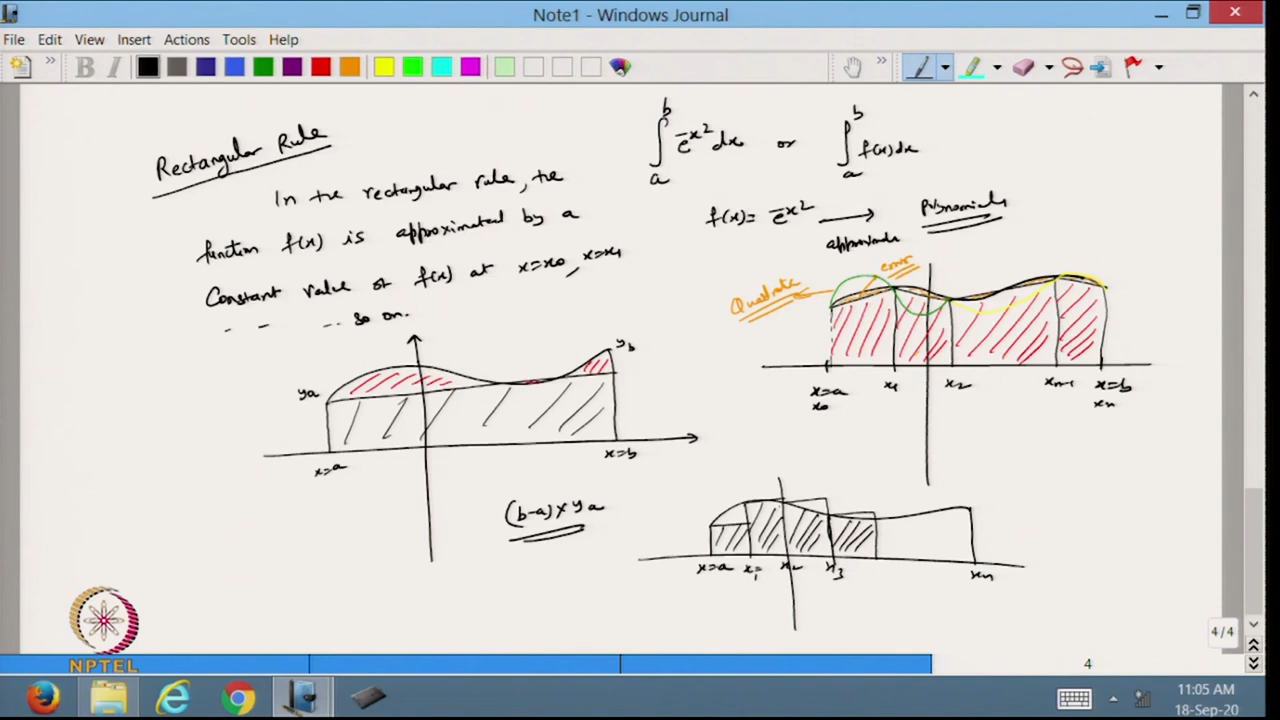 Note1 - Windows Journal
File Edit View Insert Actions Tools Help
Rectangular Rule
In the rectangular rule, the
function f(x) is approximated by a
Constant value of f(x) at x=x0, x=x1
- - -.. so on.
∫_a^b e^-x^2 dx or ∫_a^b f(x)dx
f(x) = e^-x^2 → Polynomials
approximate
Quadratic
error
x=a x1 x2 xn-1 x=b
x0 xn
ya yb
x=a x=b
(b-a) x ya
x=a x1 x2 x3 xn
4/4
NPTEL
4
11:05 AM
18-Sep-20